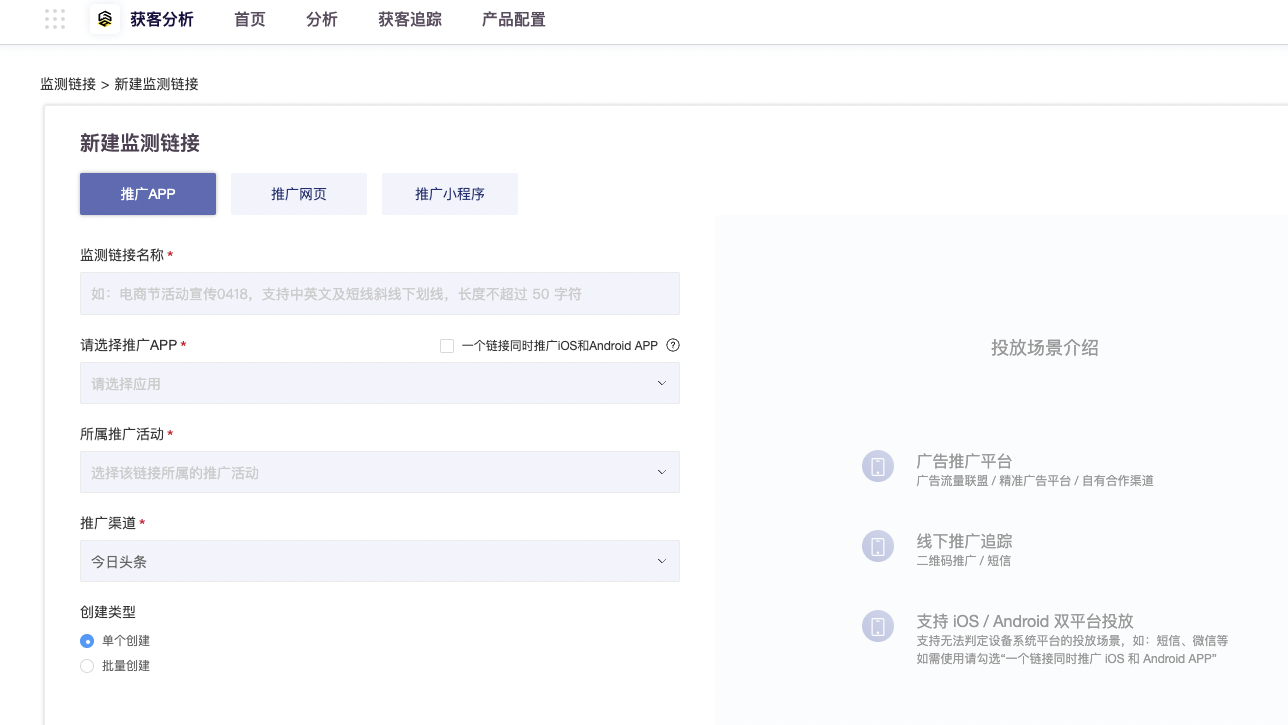 获客分析 首页 分析 获客追踪 产品配置
监测链接 > 新建监测链接
新建监测链接
推广APP 推广网页 推广小程序
监测链接名称 *
如：电商节活动宣传0418，支持中英文及短线斜线下划线，长度不超过 50 字符
请选择推广APP * 一个链接同时推广iOS和Android APP ?
请选择应用
所属推广活动 *
选择该链接所属的推广活动
推广渠道 *
今日头条
创建类型
单个创建
批量创建
投放场景介绍
广告推广平台
广告流量联盟 / 精准广告平台 / 自有合作渠道
线下推广追踪
二维码推广 / 短信
支持 iOS / Android 双平台投放
支持无法判定设备系统平台的投放场景，如：短信、微信等
如需使用请勾选“一个链接同时推广 iOS 和 Android APP”